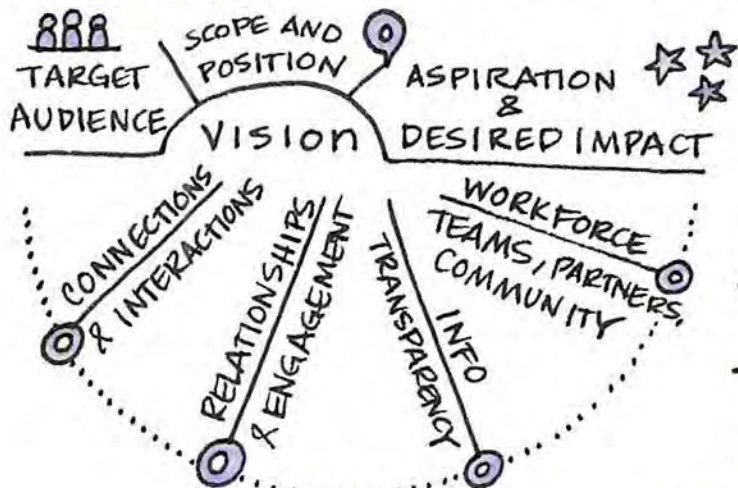 TARGET
AUDIENCE
SCOPE AND
POSITION
ASPIRATION
&
DESIRED IMPACT
Vision
CONNECTIONS
& INTERACTIONS
RELATIONSHIPS
& ENGAGEMENT
INFO
TRANSPARENCY
WORKFORCE
TEAMS, PARTNERS,
COMMUNITY